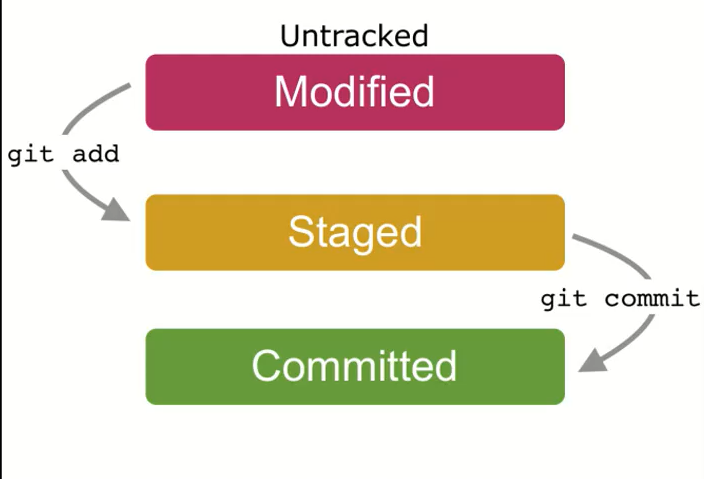 Untracked
Modified
git add
Staged
git commit
Committed